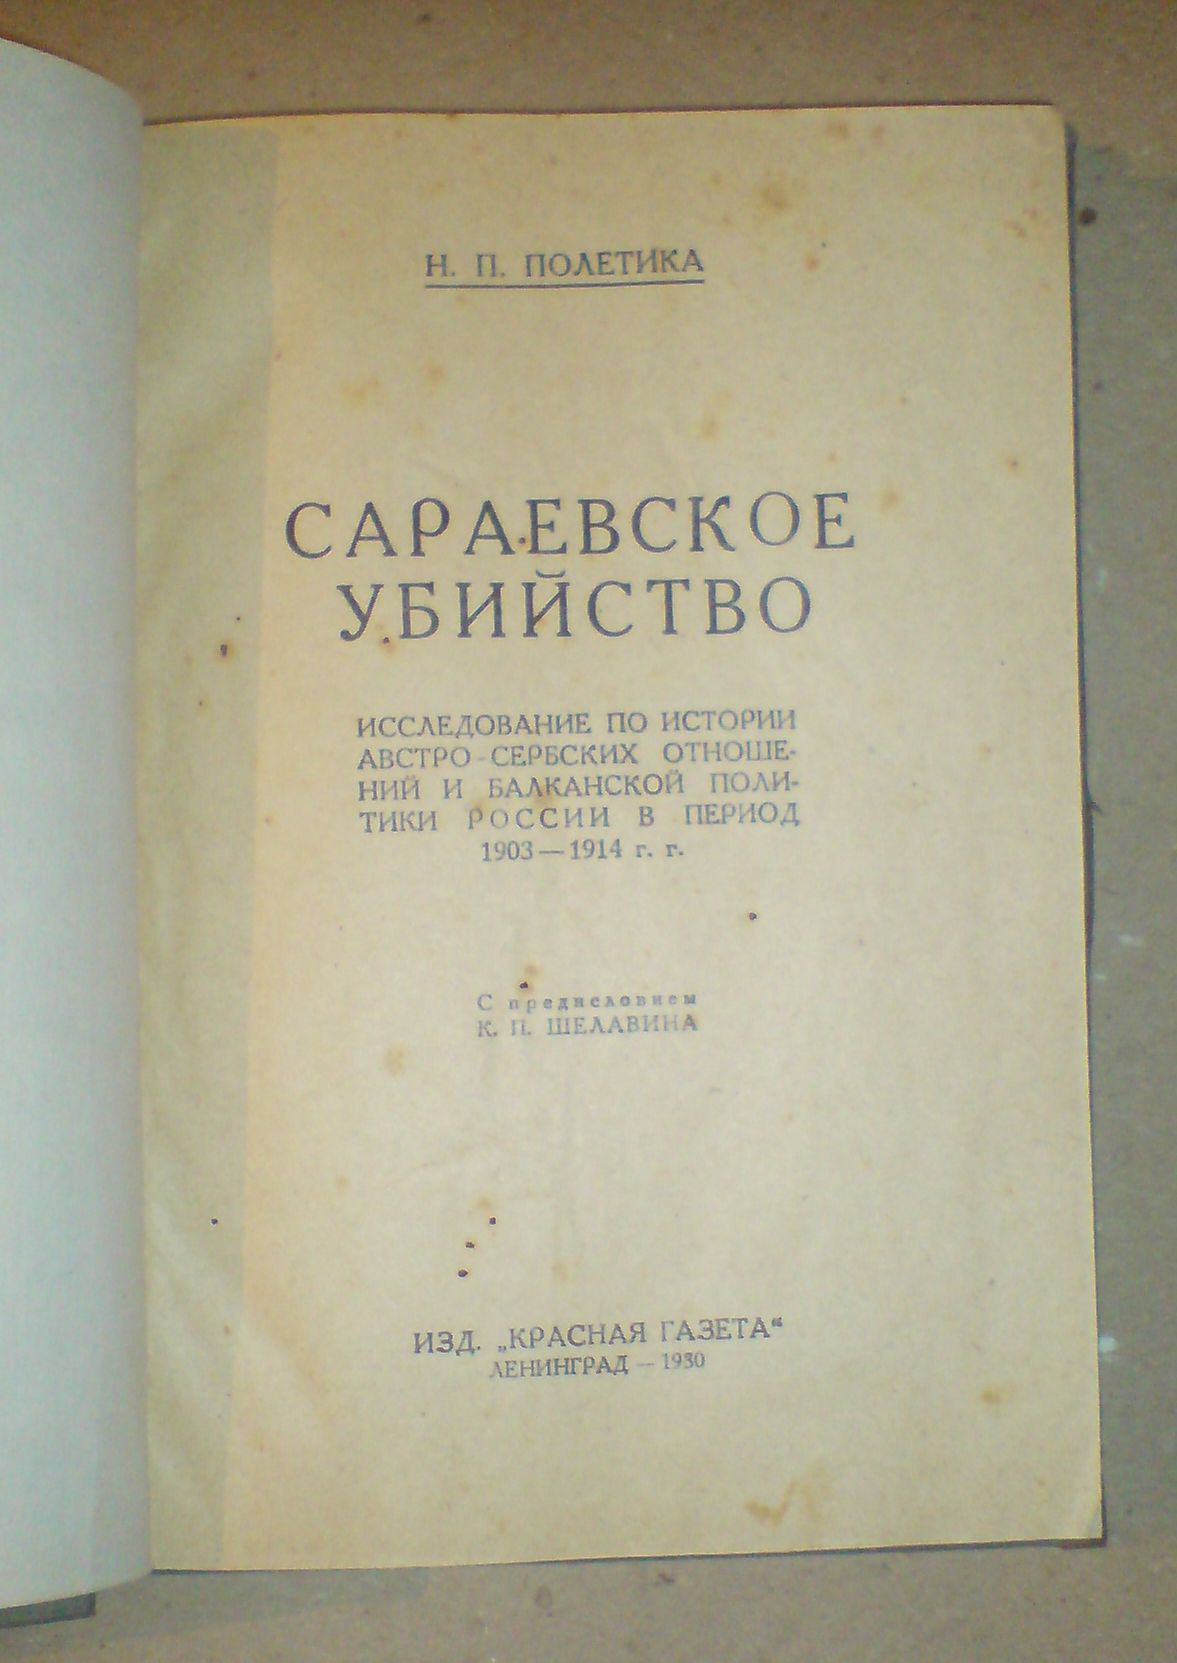 Н. П. ПОЛЕТИКА
САРАЕВСКОЕ
УБИЙСТВО
ИССЛЕДОВАНИЕ ПО ИСТОРИИ
АВСТРО-СЕРБСКИХ ОТНОШЕ-
НИЙ И БАЛКАНСКОЙ ПОЛИ-
ТИКИ РОССИИ В ПЕРИОД
1903—1914 г. г.
С предисловием
К. П. ШЕЛАВИНА
ИЗД. „КРАСНАЯ ГАЗЕТА“
ЛЕНИНГРАД — 1930